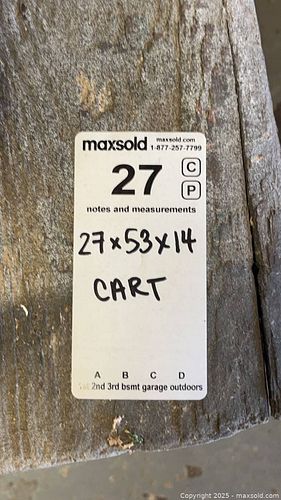 maxsold maxsold.com
1-877-257-7799
27 C
P
notes and measurements
27x53x14
CART
A B C D
1st 2nd 3rd bsmt garage outdoors
Copyright 2025 - maxsold.com